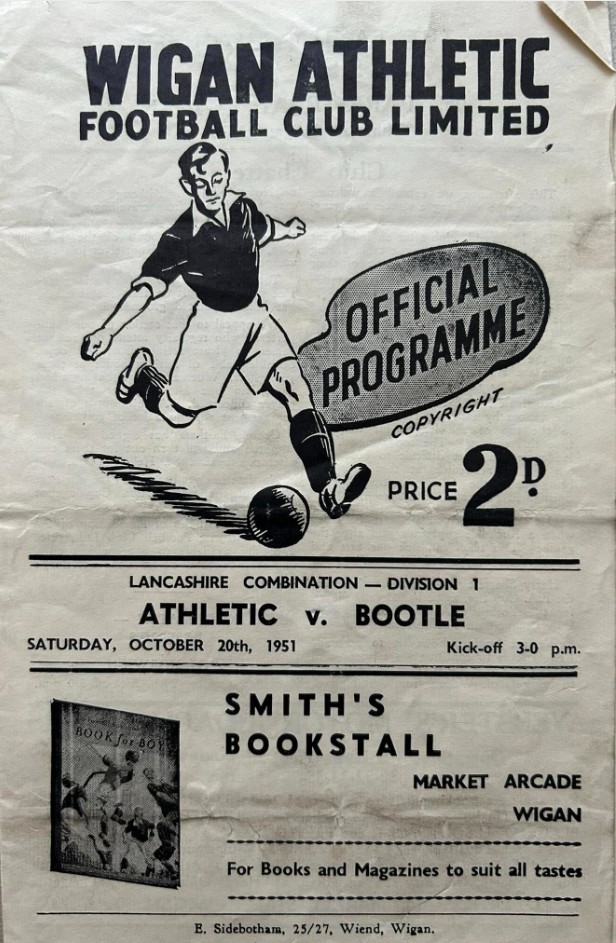 WIGAN ATHLETIC
FOOTBALL CLUB LIMITED
OFFICIAL
PROGRAMME
COPYRIGHT
PRICE 2D.
LANCASHIRE COMBINATION — DIVISION 1
ATHLETIC v. BOOTLE
SATURDAY, OCTOBER 20th, 1951 Kick-off 3-0 p.m.
SMITH'S
BOOKSTALL
MARKET ARCADE
WIGAN
BOOK for BOYS
For Books and Magazines to suit all tastes
E. Sidebotham, 25/27, Wiend, Wigan.